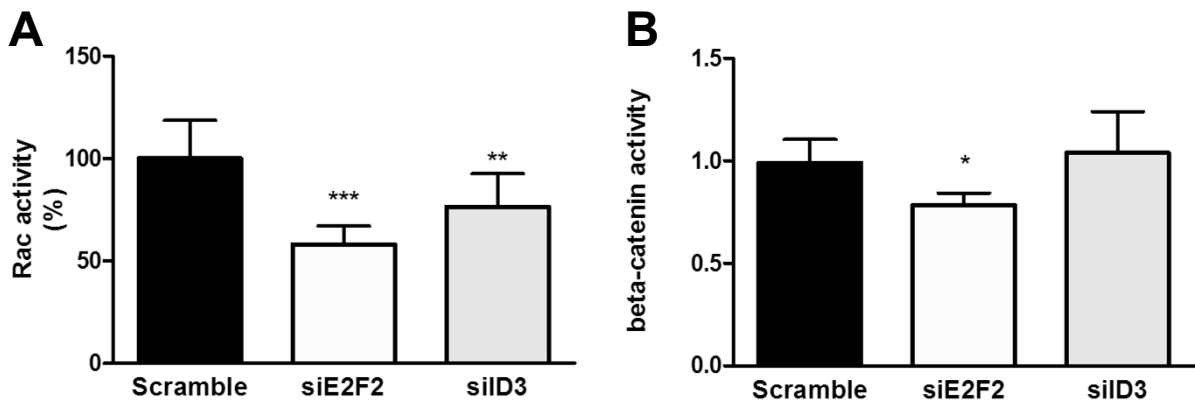 A
Rac activity
(%)
150
100
50
0
***
**
Scramble
siE2F2
siID3
B
beta-catenin activity
1.5
1.0
0.5
0.0
*
Scramble
siE2F2
siID3